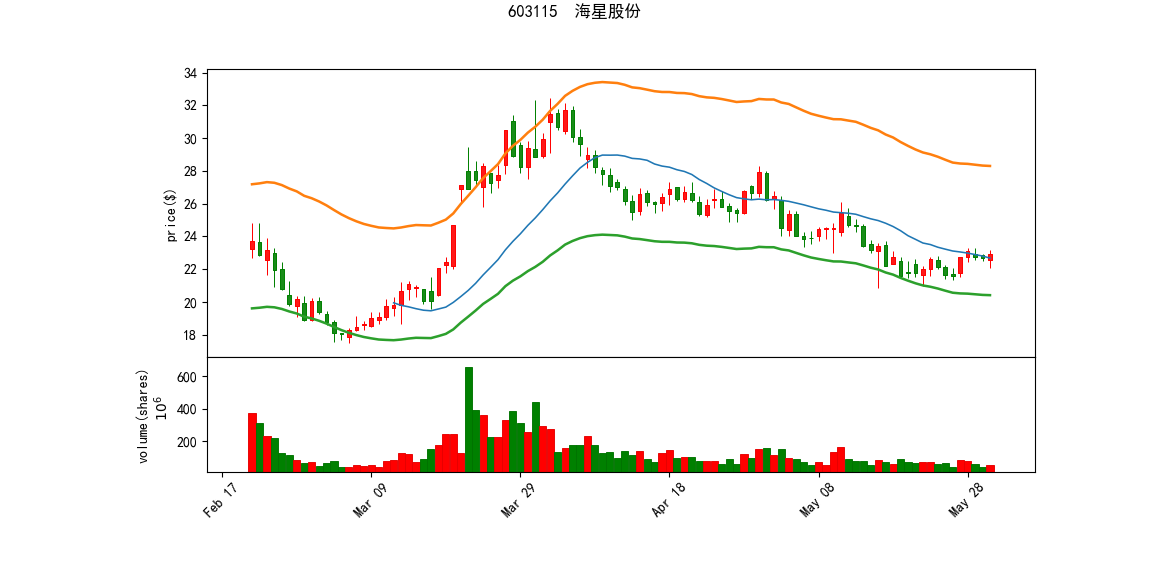 603115 海星股份
price($)
34
32
30
28
26
24
22
20
18
volume(shares)
10^6
600
400
200
Feb 17
Mar 09
Mar 29
Apr 18
May 08
May 28